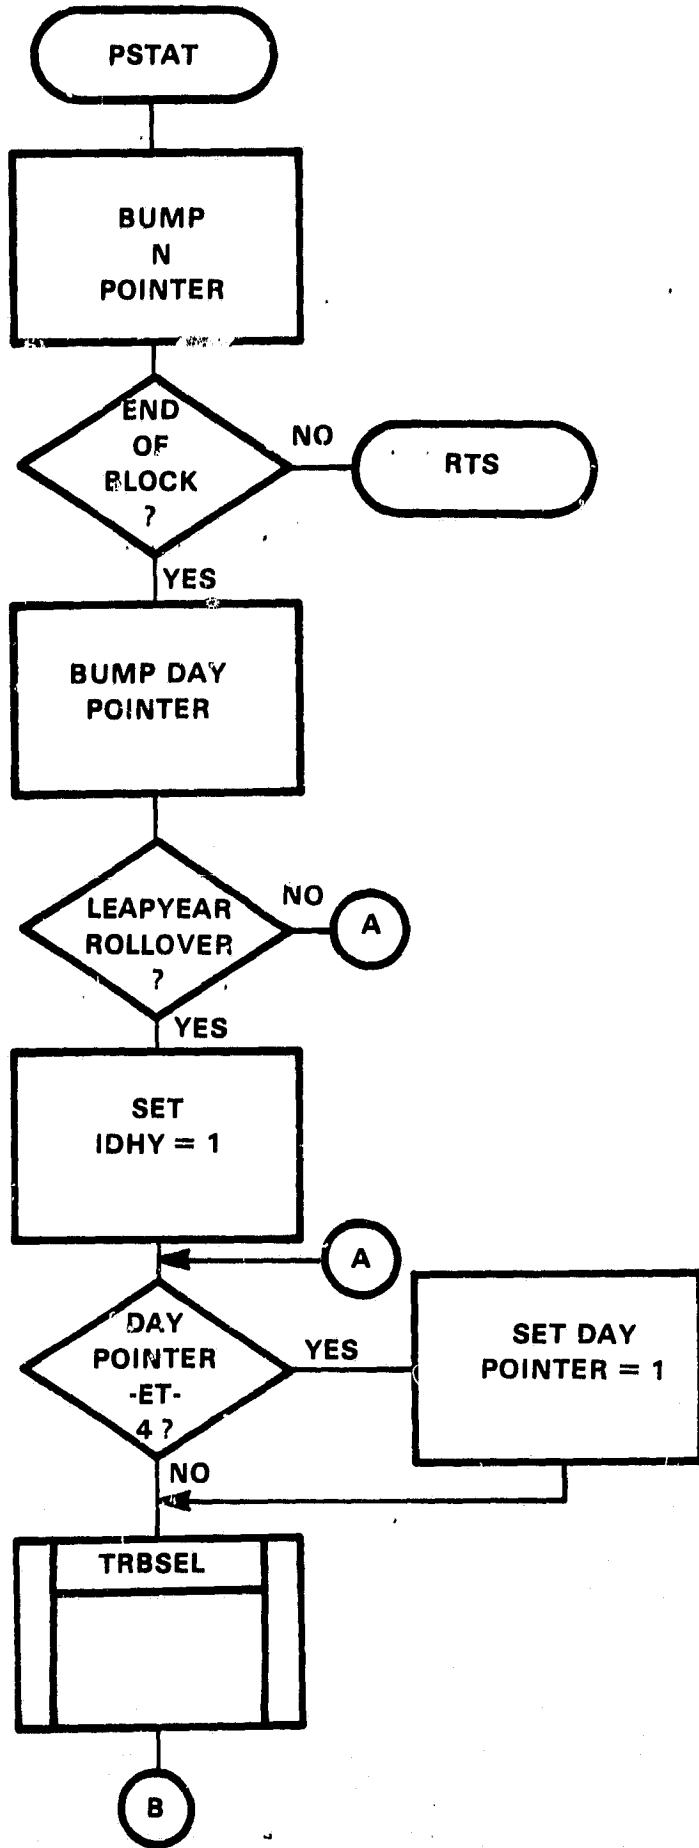 PSTAT
BUMP
N
POINTER
END
OF
BLOCK
?
NO
RTS
YES
BUMP DAY
POINTER
LEAPYEAR
ROLLOVER
?
NO
A
YES
SET
IDHY = 1
A
DAY
POINTER
-ET-
4 ?
YES
SET DAY
POINTER = 1
NO
TRBSEL
B